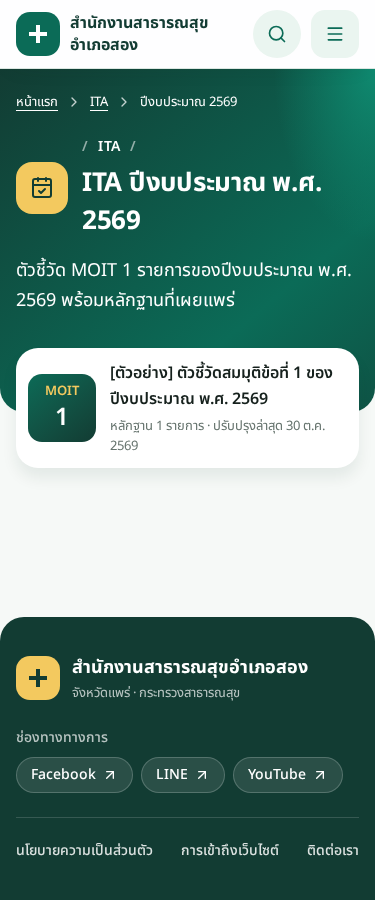 สำนักงานสาธารณสุข
อำเภอสอง
หน้าแรก > ITA > ปีงบประมาณ 2569
/ ITA /
ITA ปีงบประมาณ พ.ศ.
2569
ตัวชี้วัด MOIT 1 รายการของปีงบประมาณ พ.ศ.
2569 พร้อมหลักฐานที่เผยแพร่
MOIT
1
[ตัวอย่าง] ตัวชี้วัดสมมุติข้อที่ 1 ของ
ปีงบประมาณ พ.ศ. 2569
หลักฐาน 1 รายการ · ปรับปรุงล่าสุด 30 ต.ค.
2569
สำนักงานสาธารณสุขอำเภอสอง
จังหวัดแพร่ · กระทรวงสาธารณสุข
ช่องทางทางการ
Facebook LINE YouTube
นโยบายความเป็นส่วนตัว การเข้าถึงเว็บไซต์ ติดต่อเรา